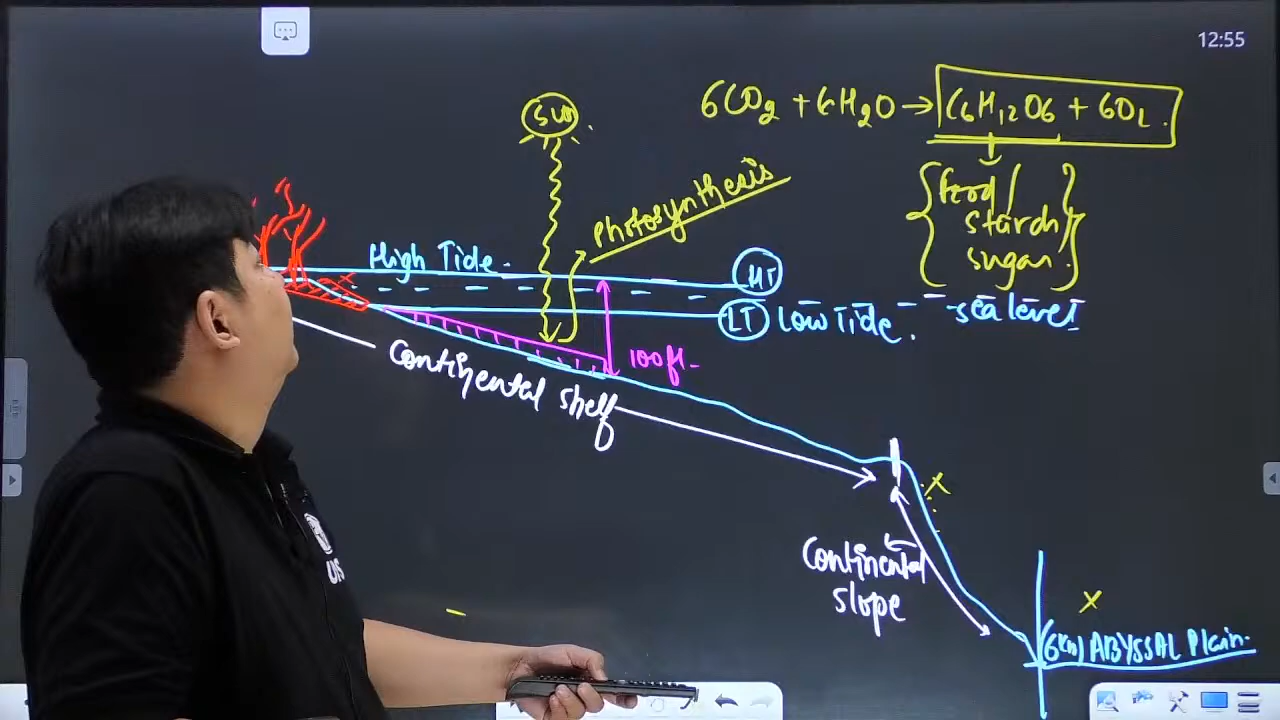 12:55
6CO2 + 6H2O → C6H12O6 + 6O2.
Sun
Photosynthesis
Food/
starch/
sugar.
High Tide.
HT
LT Low Tide.
sea level
100ft.
Continental shelf
Continental
slope
6km) ABYSSAL Plain.